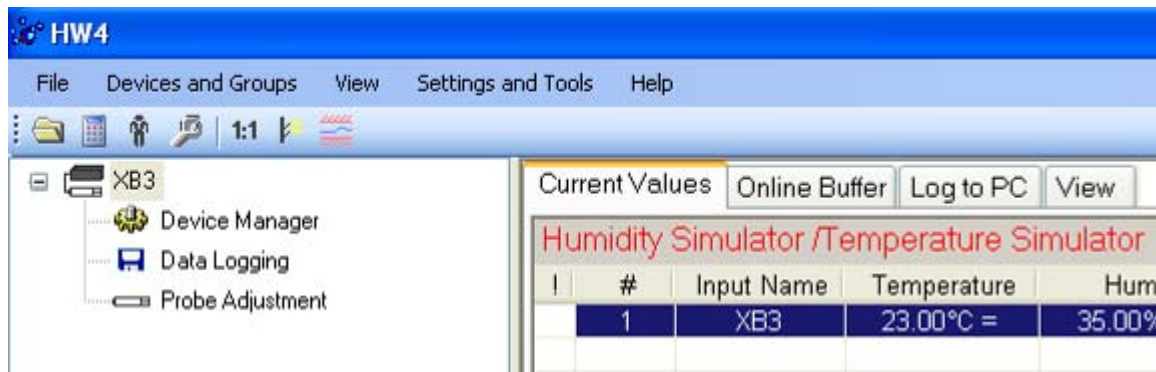 HW4
File Devices and Groups View Settings and Tools Help
1:1
XB3
Device Manager
Data Logging
Probe Adjustment
Current Values Online Buffer Log to PC View
Humidity Simulator /Temperature Simulator
! # Input Name Temperature Hum
1 XB3 23.00°C = 35.00%